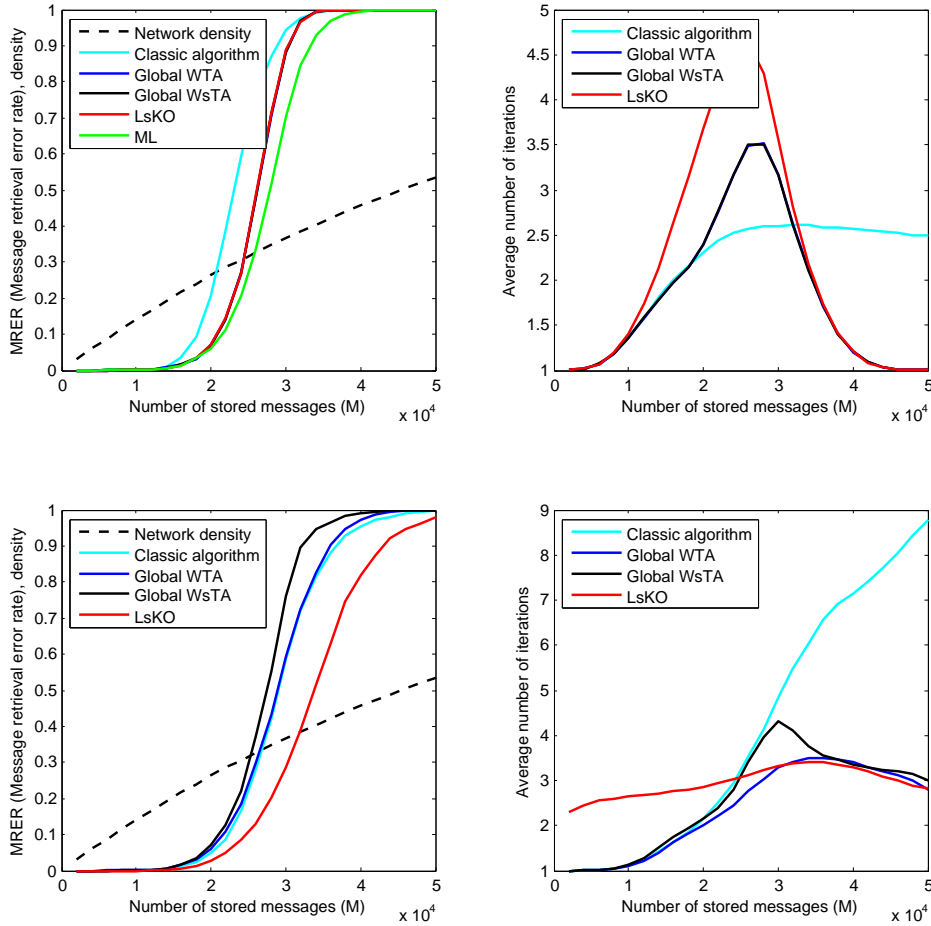 MRER (Message retrieval error rate), density
1
0.9
0.8
0.7
0.6
0.5
0.4
0.3
0.2
0.1
0
Network density
Classic algorithm
Global WTA
Global WsTA
LsKO
ML
0 1 2 3 4 5
Number of stored messages (M)
x 10^4
Average number of iterations
5
4.5
4
3.5
3
2.5
2
1.5
1
Classic algorithm
Global WTA
Global WsTA
LsKO
0 1 2 3 4 5
Number of stored messages (M)
x 10^4
MRER (Message retrieval error rate), density
1
0.9
0.8
0.7
0.6
0.5
0.4
0.3
0.2
0.1
0
Network density
Classic algorithm
Global WTA
Global WsTA
LsKO
0 1 2 3 4 5
Number of stored messages (M)
x 10^4
Average number of iterations
9
8
7
6
5
4
3
2
1
Classic algorithm
Global WTA
Global WsTA
LsKO
0 1 2 3 4 5
Number of stored messages (M)
x 10^4